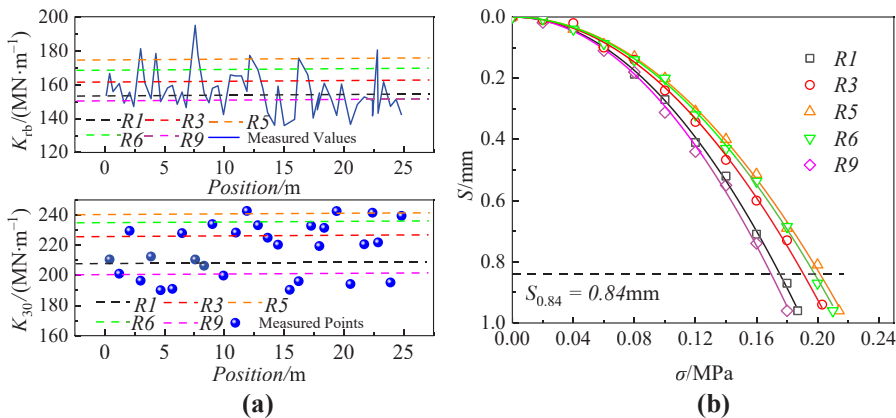 (a)
200
180
160
140
120
K_rb/(MN·m⁻¹)
R1 R3 R5
R6 R9 Measured Values
0 5 10 15 20 25
Position/m
240
220
200
180
160
K_30/(MN·m⁻¹)
R1 R3 R5
R6 R9 Measured Points
0 5 10 15 20 25
Position/m
(a)
(b)
0.0
0.2
0.4
0.6
0.8
1.0
S/mm
R1
R3
R5
R6
R9
S_0.84 = 0.84mm
0.00 0.04 0.08 0.12 0.16 0.20 0.24
σ/MPa
(b)